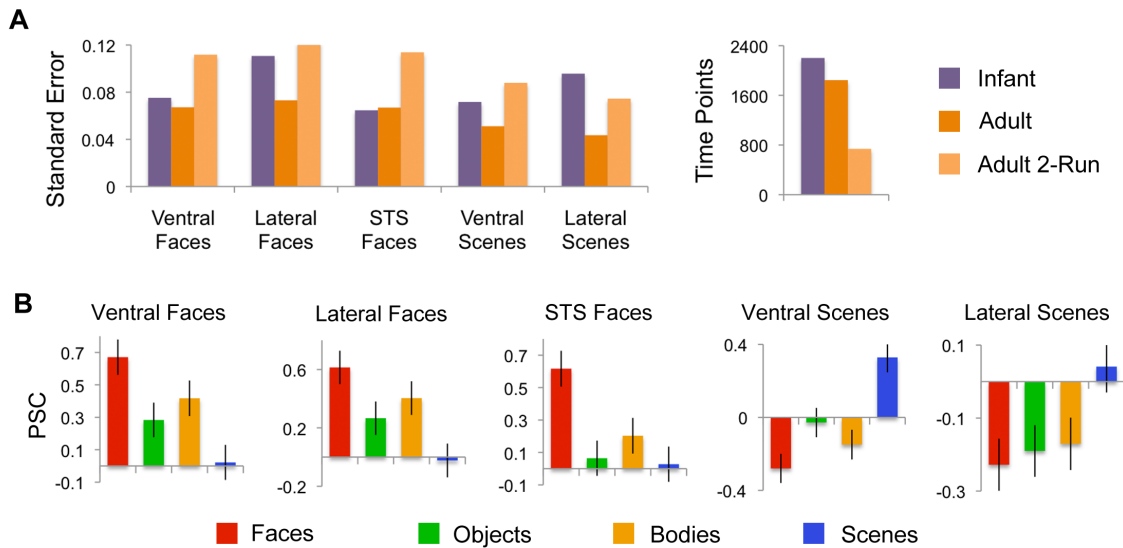 A
Standard Error
0.12
0.08
0.04
0
Ventral Faces
Lateral Faces
STS Faces
Ventral Scenes
Lateral Scenes
Time Points
2400
1600
800
0
Infant
Adult
Adult 2-Run
B
PSC
Ventral Faces
0.7
0.5
0.3
0.1
-0.1
Lateral Faces
0.6
0.2
-0.2
STS Faces
0.7
0.5
0.3
0.1
-0.1
Ventral Scenes
0.4
0
-0.4
Lateral Scenes
0.1
-0.1
-0.3
Faces
Objects
Bodies
Scenes